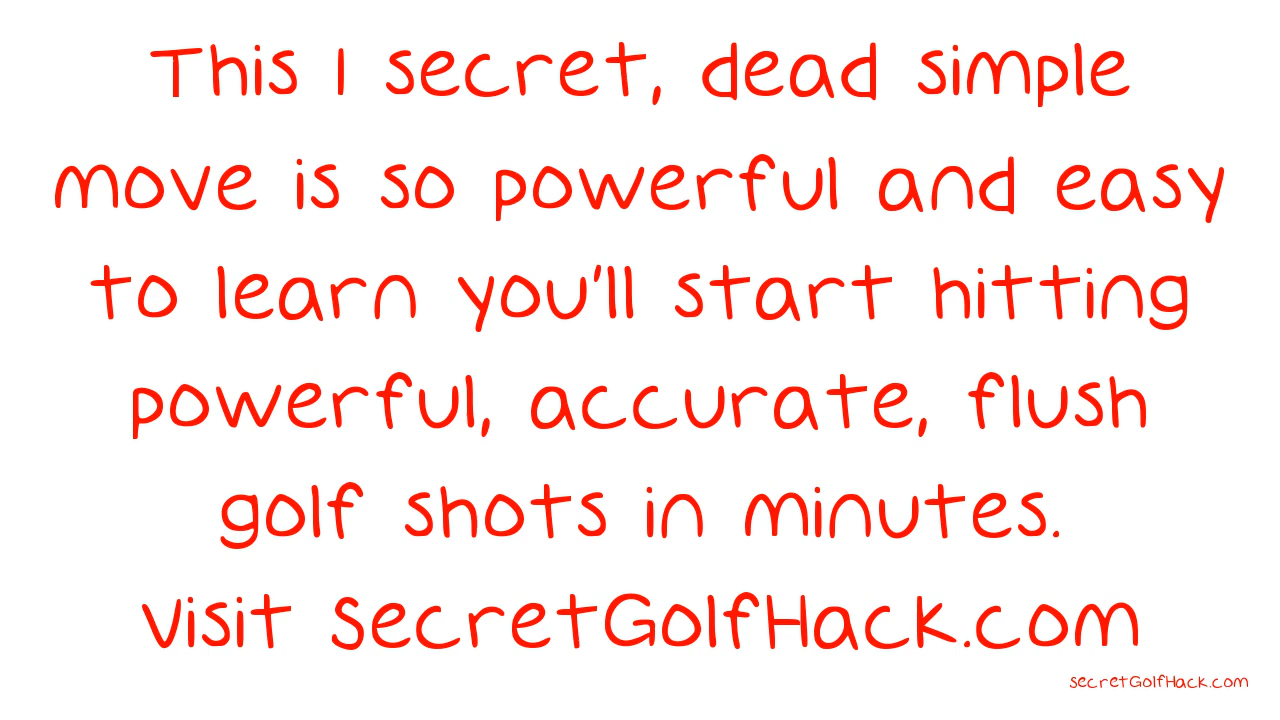 This 1 secret, dead simple
move is so powerful and easy
to learn you'll start hitting
powerful, accurate, flush
golf shots in minutes.
Visit SecretGolfHack.com
secretGolfHack.com